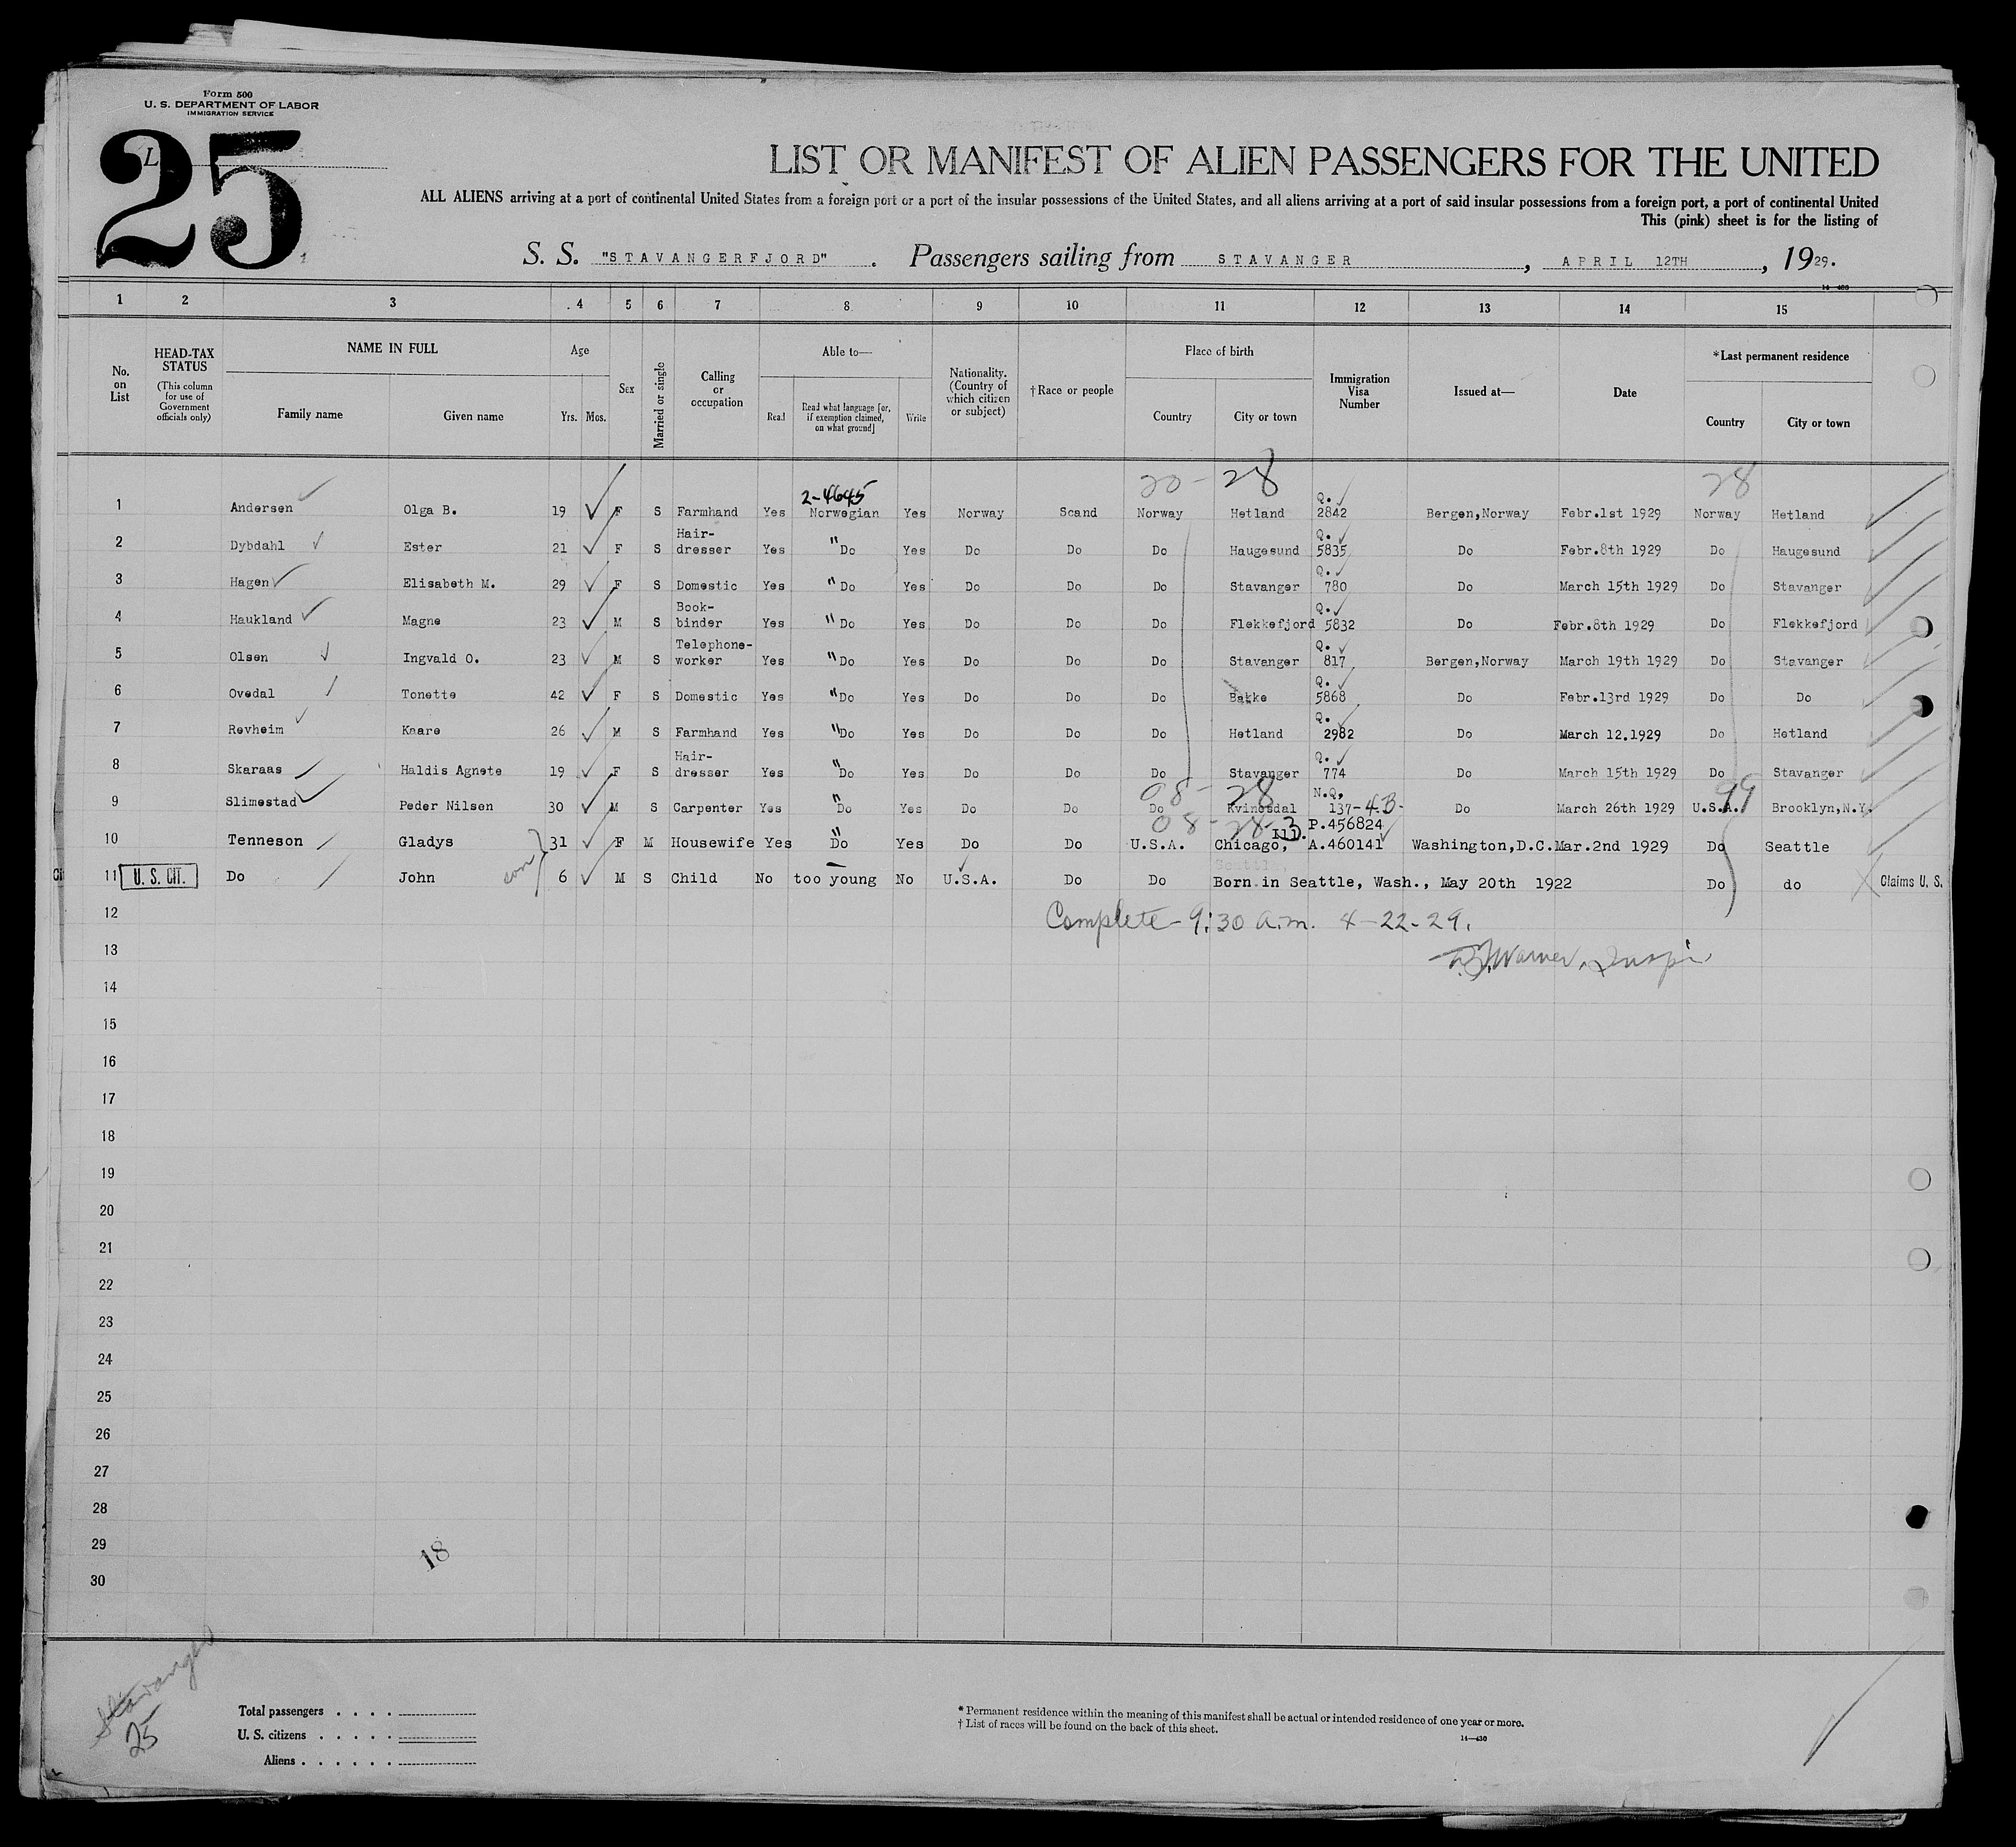 Form 500
U. S. DEPARTMENT OF LABOR
IMMIGRATION SERVICE
25
L
LIST OR MANIFEST OF ALIEN PASSENGERS FOR THE UNITED
ALL ALIENS arriving at a port of continental United States from a foreign port or a port of the insular possessions of the United States, and all aliens arriving at a port of said insular possessions from a foreign port, a port of continental United
This (pink) sheet is for the listing of
S. S. "STAVANGERFJORD" . Passengers sailing from STAVANGER , APRIL 12TH , 1929.
14—430
1 2 3 4 5 6 7 8 9 10 11 12 13 14 15
No. on List
HEAD-TAX STATUS (This column for use of Government officials only)
NAME IN FULL
Family name Given name
Age
Yrs. Mos.
Sex
Married or single
Calling or occupation
Able to—
Read Read what language [or, if exemption claimed, on what ground] Write
Nationality. (Country of which citizen or subject)
†Race or people
Place of birth
Country City or town
Immigration Visa Number
Issued at—
Date
*Last permanent residence
Country City or town
20 - 28 28
2-4645 Q.
1 Andersen Olga B. 19 F S Farmhand Yes Norwegian Yes Norway Scand Norway Hetland 2842 Bergen,Norway Febr.1st 1929 Norway Hetland
Hair- Q.
2 Dybdahl Ester 21 F S dresser Yes " Do Yes Do Do Do Haugesund 5835 Do Febr.8th 1929 Do Haugesund
Q.
3 Hagen Elisabeth M. 29 F S Domestic Yes " Do Yes Do Do Do Stavanger 780 Do March 15th 1929 Do Stavanger
Book- Q.
4 Haukland Magne 23 M S binder Yes " Do Yes Do Do Do Flekkefjord 5832 Do Febr.8th 1929 Do Flekkefjord
Telephone- Q.
5 Olsen Ingvald O. 23 M S worker Yes " Do Yes Do Do Do Stavanger 817 Bergen,Norway March 19th 1929 Do Stavanger
Q.
6 Ovedal Tonette 42 F S Domestic Yes " Do Yes Do Do Do Bakke 5868 Do Febr.13rd 1929 Do Do
Q.
7 Revheim Kaare 26 M S Farmhand Yes " Do Yes Do Do Do Hetland 2982 Do March 12.1929 Do Hetland
Hair- Q.
8 Skaraas Haldis Agnete 19 F S dresser Yes " Do Yes Do Do Do Stavanger 774 Do March 15th 1929 Do Stavanger
08 - 28 N.Q, 99
9 Slimestad Peder Nilsen 30 M S Carpenter Yes " Do Yes Do Do Do Kvinesdal 137-4.B- Do March 26th 1929 U.S.A. Brooklyn,N.Y.
08 - 28-3 Ill. P.456824
10 Tenneson Gladys 31 F M Housewife Yes " Do Yes Do Do U.S.A. Chicago, A.460141 Washington,D.C. Mar.2nd 1929 Do Seattle
Seattle,
11 U. S. CIT. Do John son 6 M S Child No too young No U.S.A. Do Do Born in Seattle, Wash., May 20th 1922 Do do Claims U. S.
12
Complete - 9:30 a.m. 4-22-29.
13
Warner, Insp.
14
15
16
17
18
19
20
21
22
23
24
25
26
27
28
29
18
30
Stavanger
25
Total passengers . . . .
U. S. citizens . . . . .
Aliens . . . . . .
* Permanent residence within the meaning of this manifest shall be actual or intended residence of one year or more.
† List of races will be found on the back of this sheet.
14—430